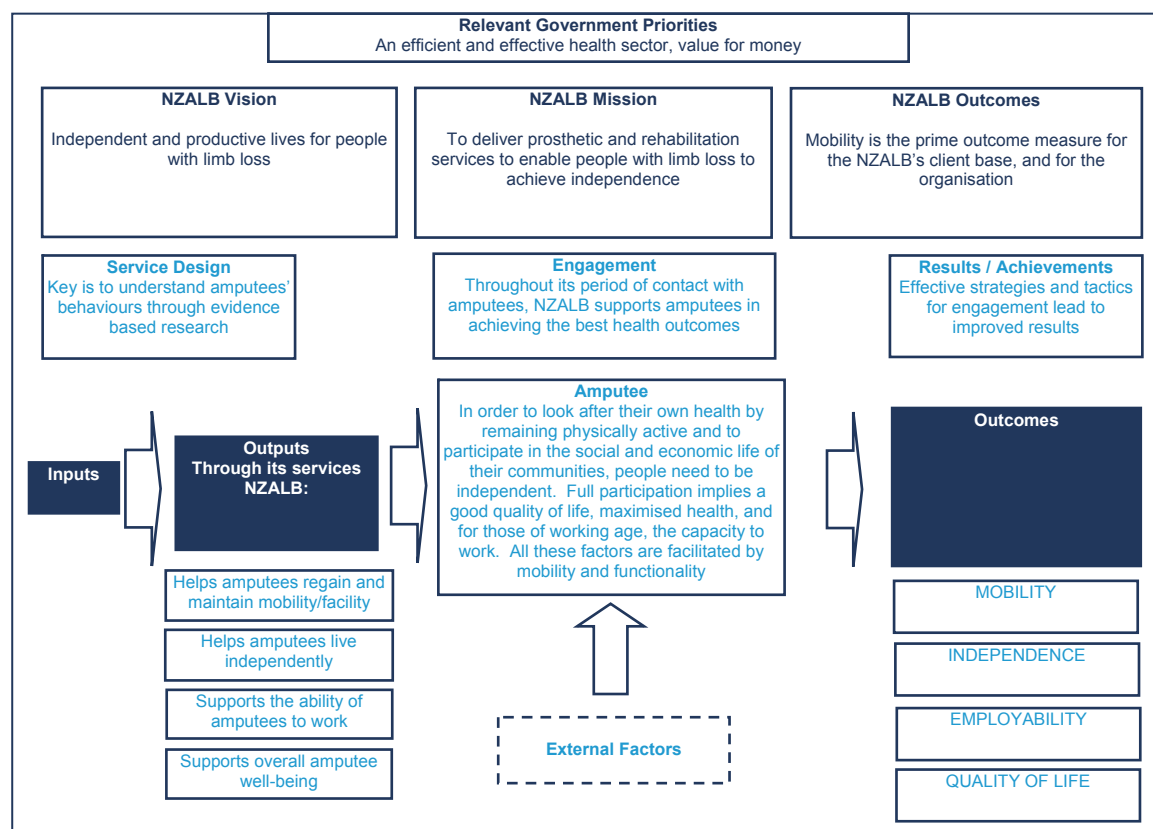 Relevant Government Priorities
An efficient and effective health sector, value for money
NZALB Vision
Independent and productive lives for people
with limb loss
NZALB Mission
To deliver prosthetic and rehabilitation
services to enable people with limb loss to
achieve independence
NZALB Outcomes
Mobility is the prime outcome measure for
the NZALB's client base, and for the
organisation
Service Design
Key is to understand amputees'
behaviours through evidence
based research
Engagement
Throughout its period of contact with
amputees, NZALB supports amputees in
achieving the best health outcomes
Results / Achievements
Effective strategies and tactics
for engagement lead to
improved results
Inputs
Outputs
Through its services
NZALB:
Helps amputees regain and
maintain mobility/facility
Helps amputees live
independently
Supports the ability of
amputees to work
Supports overall amputee
well-being
Amputee
In order to look after their own health by
remaining physically active and to
participate in the social and economic life of
their communities, people need to be
independent.  Full participation implies a
good quality of life, maximised health, and
for those of working age, the capacity to
work.  All these factors are facilitated by
mobility and functionality
External Factors
Outcomes
MOBILITY
INDEPENDENCE
EMPLOYABILITY
QUALITY OF LIFE